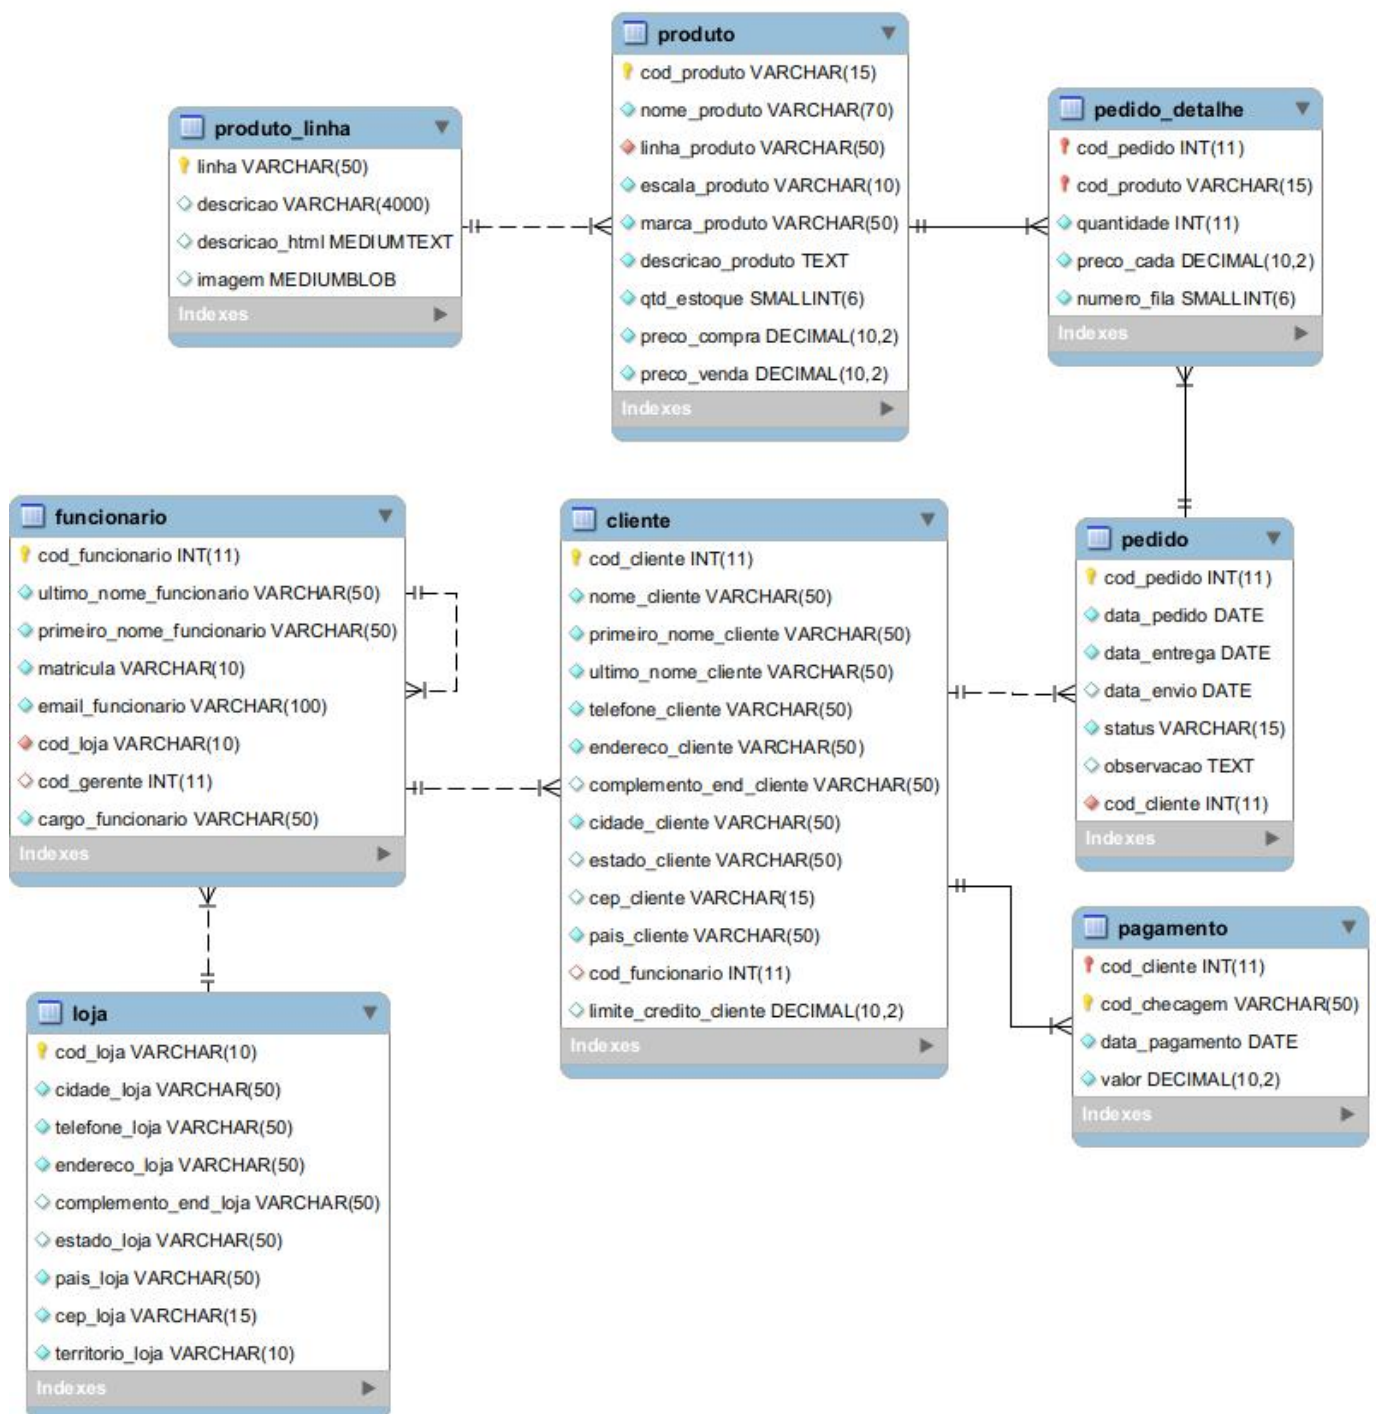 produto
cod_produto VARCHAR(15)
nome_produto VARCHAR(70)
linha_produto VARCHAR(50)
escala_produto VARCHAR(10)
marca_produto VARCHAR(50)
descricao_produto TEXT
qtd_estoque SMALLINT(6)
preco_compra DECIMAL(10,2)
preco_venda DECIMAL(10,2)
Indexes
produto_linha
linha VARCHAR(50)
descricao VARCHAR(4000)
descricao_html MEDIUMTEXT
imagem MEDIUMBLOB
Indexes
pedido_detalhe
cod_pedido INT(11)
cod_produto VARCHAR(15)
quantidade INT(11)
preco_cada DECIMAL(10,2)
numero_fila SMALLINT(6)
Indexes
funcionario
cod_funcionario INT(11)
ultimo_nome_funcionario VARCHAR(50)
primeiro_nome_funcionario VARCHAR(50)
matricula VARCHAR(10)
email_funcionario VARCHAR(100)
cod_loja VARCHAR(10)
cod_gerente INT(11)
cargo_funcionario VARCHAR(50)
Indexes
cliente
cod_cliente INT(11)
nome_cliente VARCHAR(50)
primeiro_nome_cliente VARCHAR(50)
ultimo_nome_cliente VARCHAR(50)
telefone_cliente VARCHAR(50)
endereco_cliente VARCHAR(50)
complemento_end_cliente VARCHAR(50)
cidade_cliente VARCHAR(50)
estado_cliente VARCHAR(50)
cep_cliente VARCHAR(15)
pais_cliente VARCHAR(50)
cod_funcionario INT(11)
limite_credito_cliente DECIMAL(10,2)
Indexes
pedido
cod_pedido INT(11)
data_pedido DATE
data_entrega DATE
data_envio DATE
status VARCHAR(15)
observacao TEXT
cod_cliente INT(11)
Indexes
pagamento
cod_cliente INT(11)
cod_checagem VARCHAR(50)
data_pagamento DATE
valor DECIMAL(10,2)
Indexes
loja
cod_loja VARCHAR(10)
cidade_loja VARCHAR(50)
telefone_loja VARCHAR(50)
endereco_loja VARCHAR(50)
complemento_end_loja VARCHAR(50)
estado_loja VARCHAR(50)
pais_loja VARCHAR(50)
cep_loja VARCHAR(15)
territorio_loja VARCHAR(10)
Indexes